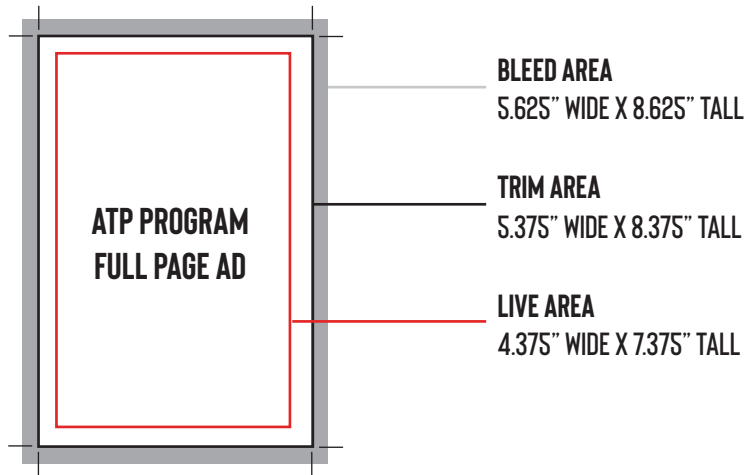 ATP PROGRAM
FULL PAGE AD
BLEED AREA
5.625” WIDE X 8.625” TALL
TRIM AREA
5.375” WIDE X 8.375” TALL
LIVE AREA
4.375” WIDE X 7.375” TALL